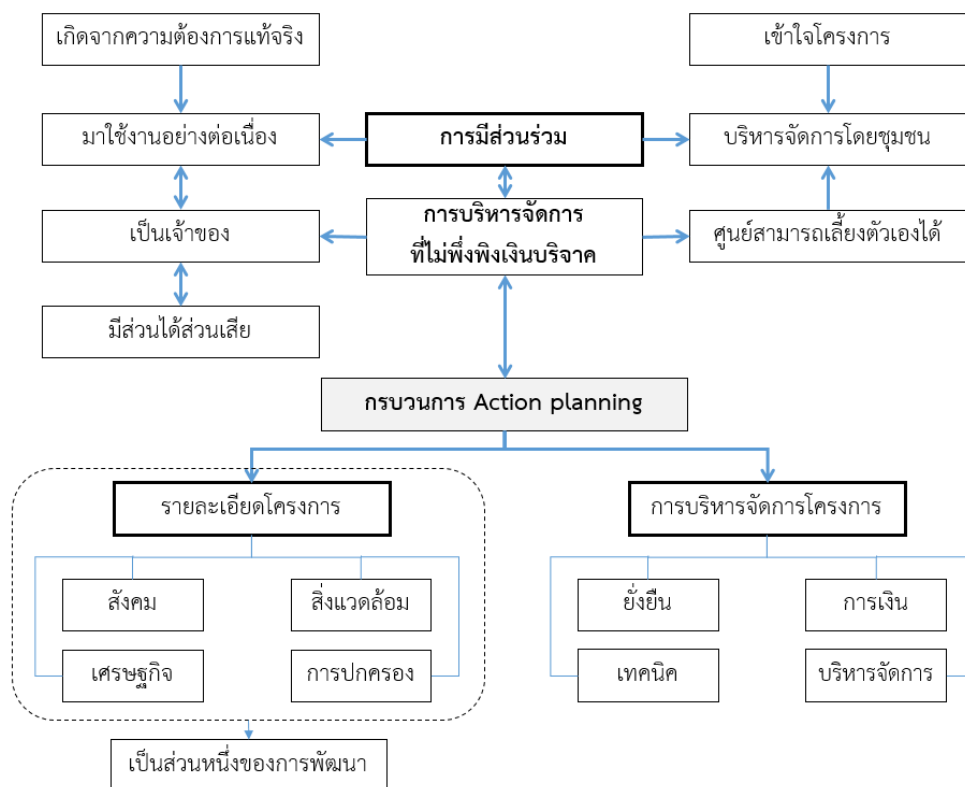 เกิดจากความต้องการแท้จริง
เข้าใจโครงการ
มาใช้งานอย่างต่อเนื่อง
การมีส่วนร่วม
บริหารจัดการโดยชุมชน
เป็นเจ้าของ
การบริหารจัดการ
ที่ไม่พึ่งพิงเงินบริจาค
ศูนย์สามารถเลี้ยงตัวเองได้
มีส่วนได้ส่วนเสีย
กรบวนการ Action planning
รายละเอียดโครงการ
การบริหารจัดการโครงการ
สังคม
สิ่งแวดล้อม
ยั่งยืน
การเงิน
เศรษฐกิจ
การปกครอง
เทคนิค
บริหารจัดการ
เป็นส่วนหนึ่งของการพัฒนา